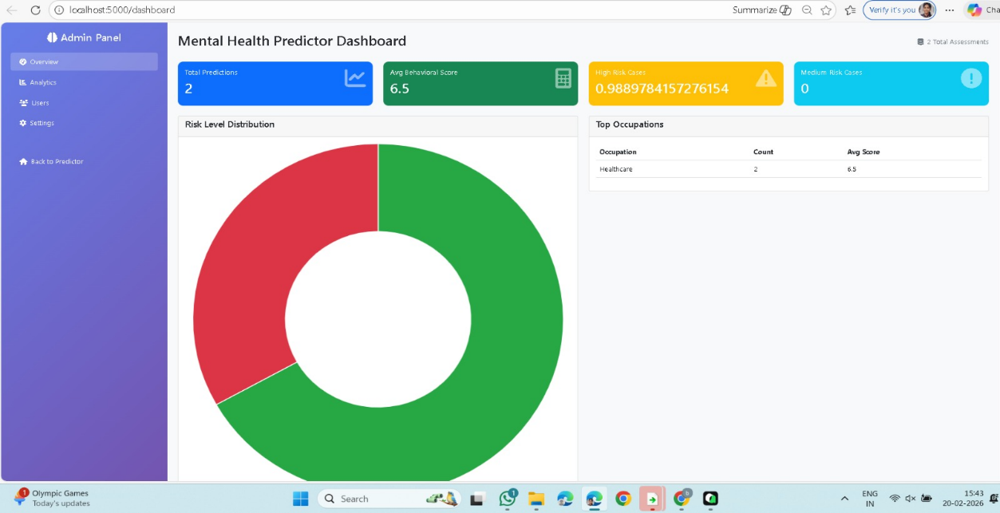 localhost:5000/dashboard
Summarize
Verify it's you
Cha
Admin Panel
Overview
Analytics
Users
Settings
Back to Predictor
Mental Health Predictor Dashboard
2 Total Assessments
Total Predictions
2
Avg Behavioral Score
6.5
High Risk Cases
0.9889784157276154
Medium Risk Cases
0
Risk Level Distribution
Top Occupations
Occupation Count Avg Score
Healthcare 2 6.5
1
Olympic Games
Today's updates
Search
1
ENG
IN
15:43
20-02-2026